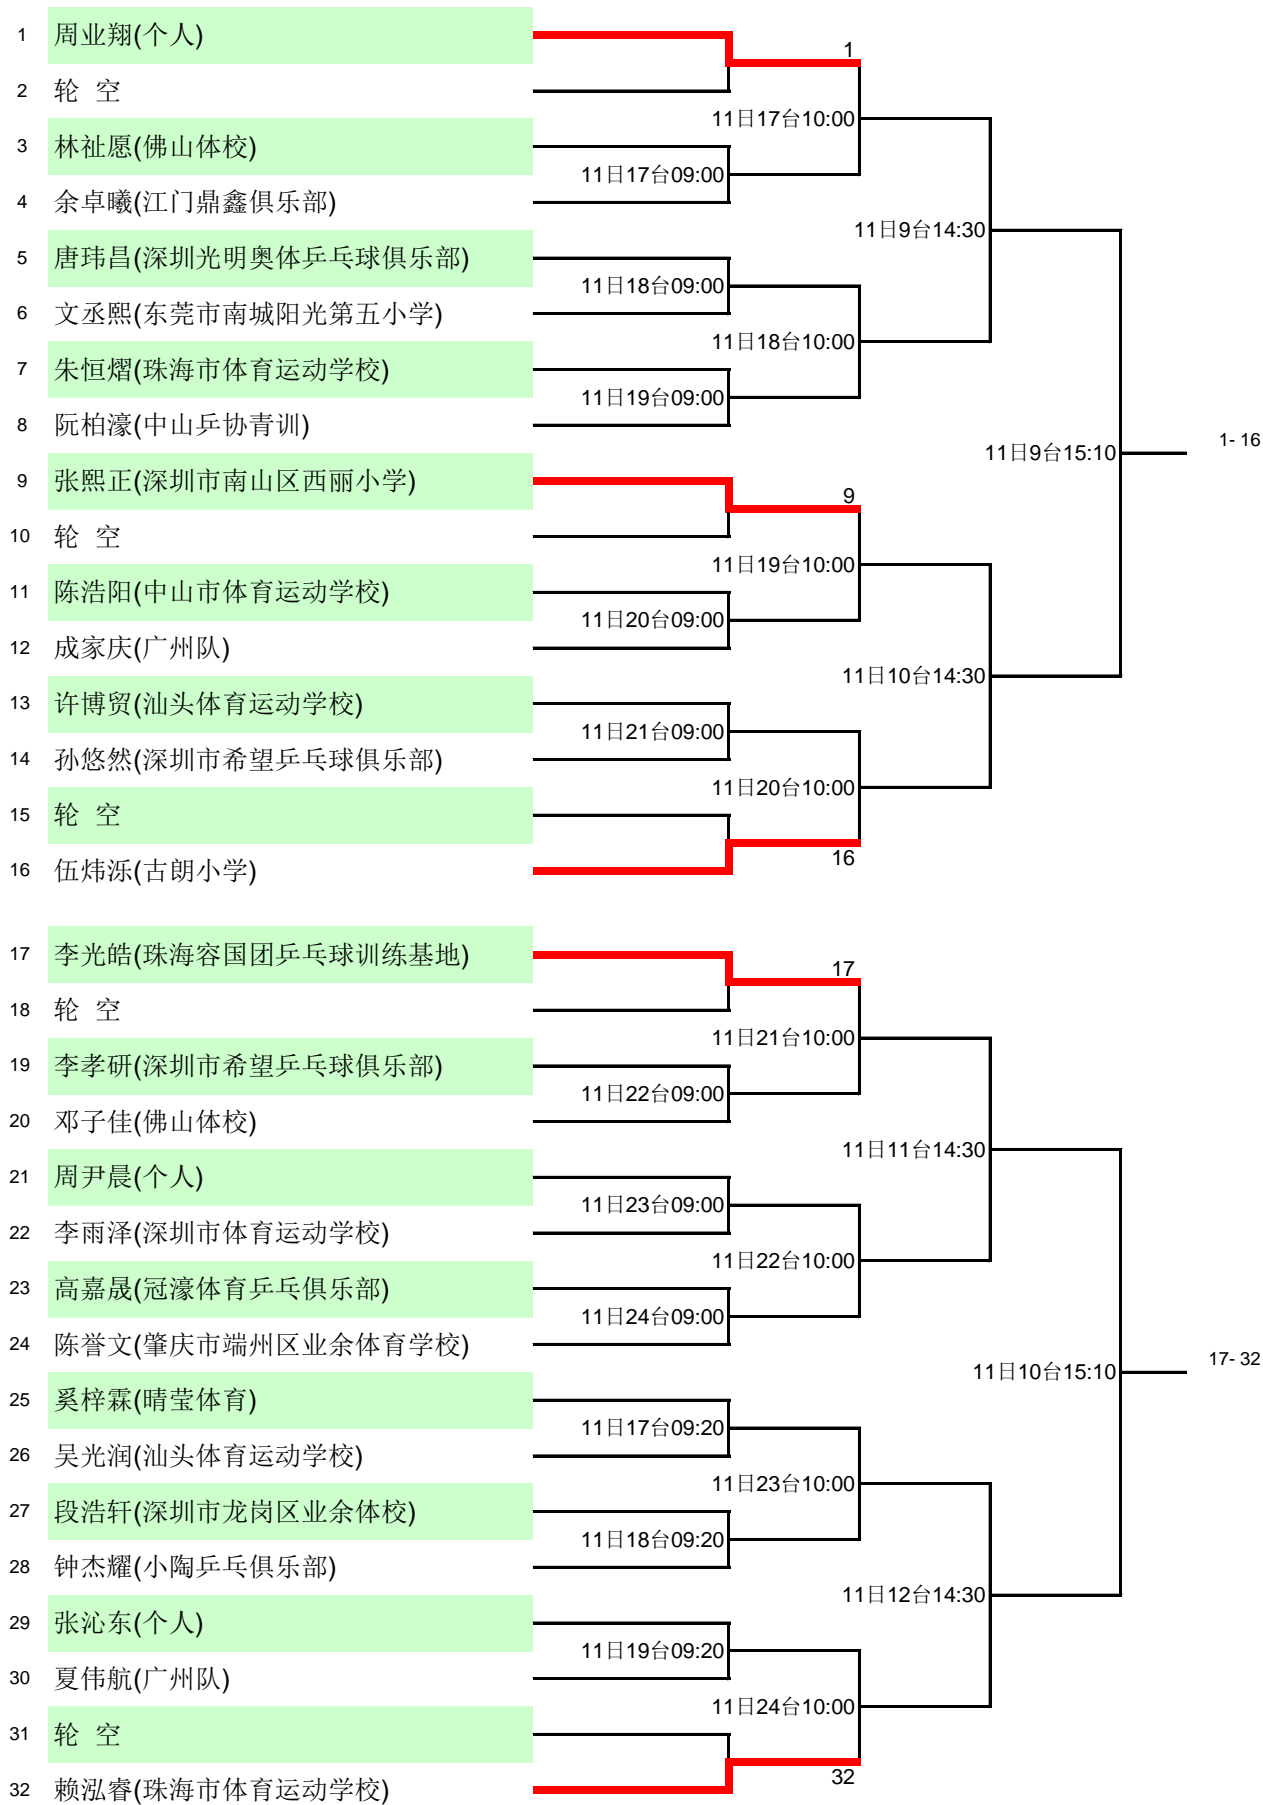 1 周业翔(个人)
1
2 轮 空
11日17台10:00
3 林祉愿(佛山体校)
11日17台09:00
4 余卓曦(江门鼎鑫俱乐部)
11日9台14:30
5 唐玮昌(深圳光明奥体乒乓球俱乐部)
11日18台09:00
6 文丞熙(东莞市南城阳光第五小学)
11日18台10:00
7 朱恒熠(珠海市体育运动学校)
11日19台09:00
8 阮柏濠(中山乒协青训)
1- 16
11日9台15:10
9 张熙正(深圳市南山区西丽小学)
9
10 轮 空
11日19台10:00
11 陈浩阳(中山市体育运动学校)
11日20台09:00
12 成家庆(广州队)
11日10台14:30
13 许博贸(汕头体育运动学校)
11日21台09:00
14 孙悠然(深圳市希望乒乓球俱乐部)
11日20台10:00
15 轮 空
16
16 伍炜泺(古朗小学)
17 李光皓(珠海容国团乒乓球训练基地)
17
18 轮 空
11日21台10:00
19 李孝研(深圳市希望乒乓球俱乐部)
11日22台09:00
20 邓子佳(佛山体校)
11日11台14:30
21 周尹晨(个人)
11日23台09:00
22 李雨泽(深圳市体育运动学校)
11日22台10:00
23 高嘉晟(冠濠体育乒乓俱乐部)
11日24台09:00
24 陈誉文(肇庆市端州区业余体育学校)
17- 32
11日10台15:10
25 奚梓霖(晴莹体育)
11日17台09:20
26 吴光润(汕头体育运动学校)
11日23台10:00
27 段浩轩(深圳市龙岗区业余体校)
11日18台09:20
28 钟杰耀(小陶乒乓俱乐部)
11日12台14:30
29 张沁东(个人)
11日19台09:20
30 夏伟航(广州队)
11日24台10:00
31 轮 空
32
32 赖泓睿(珠海市体育运动学校)